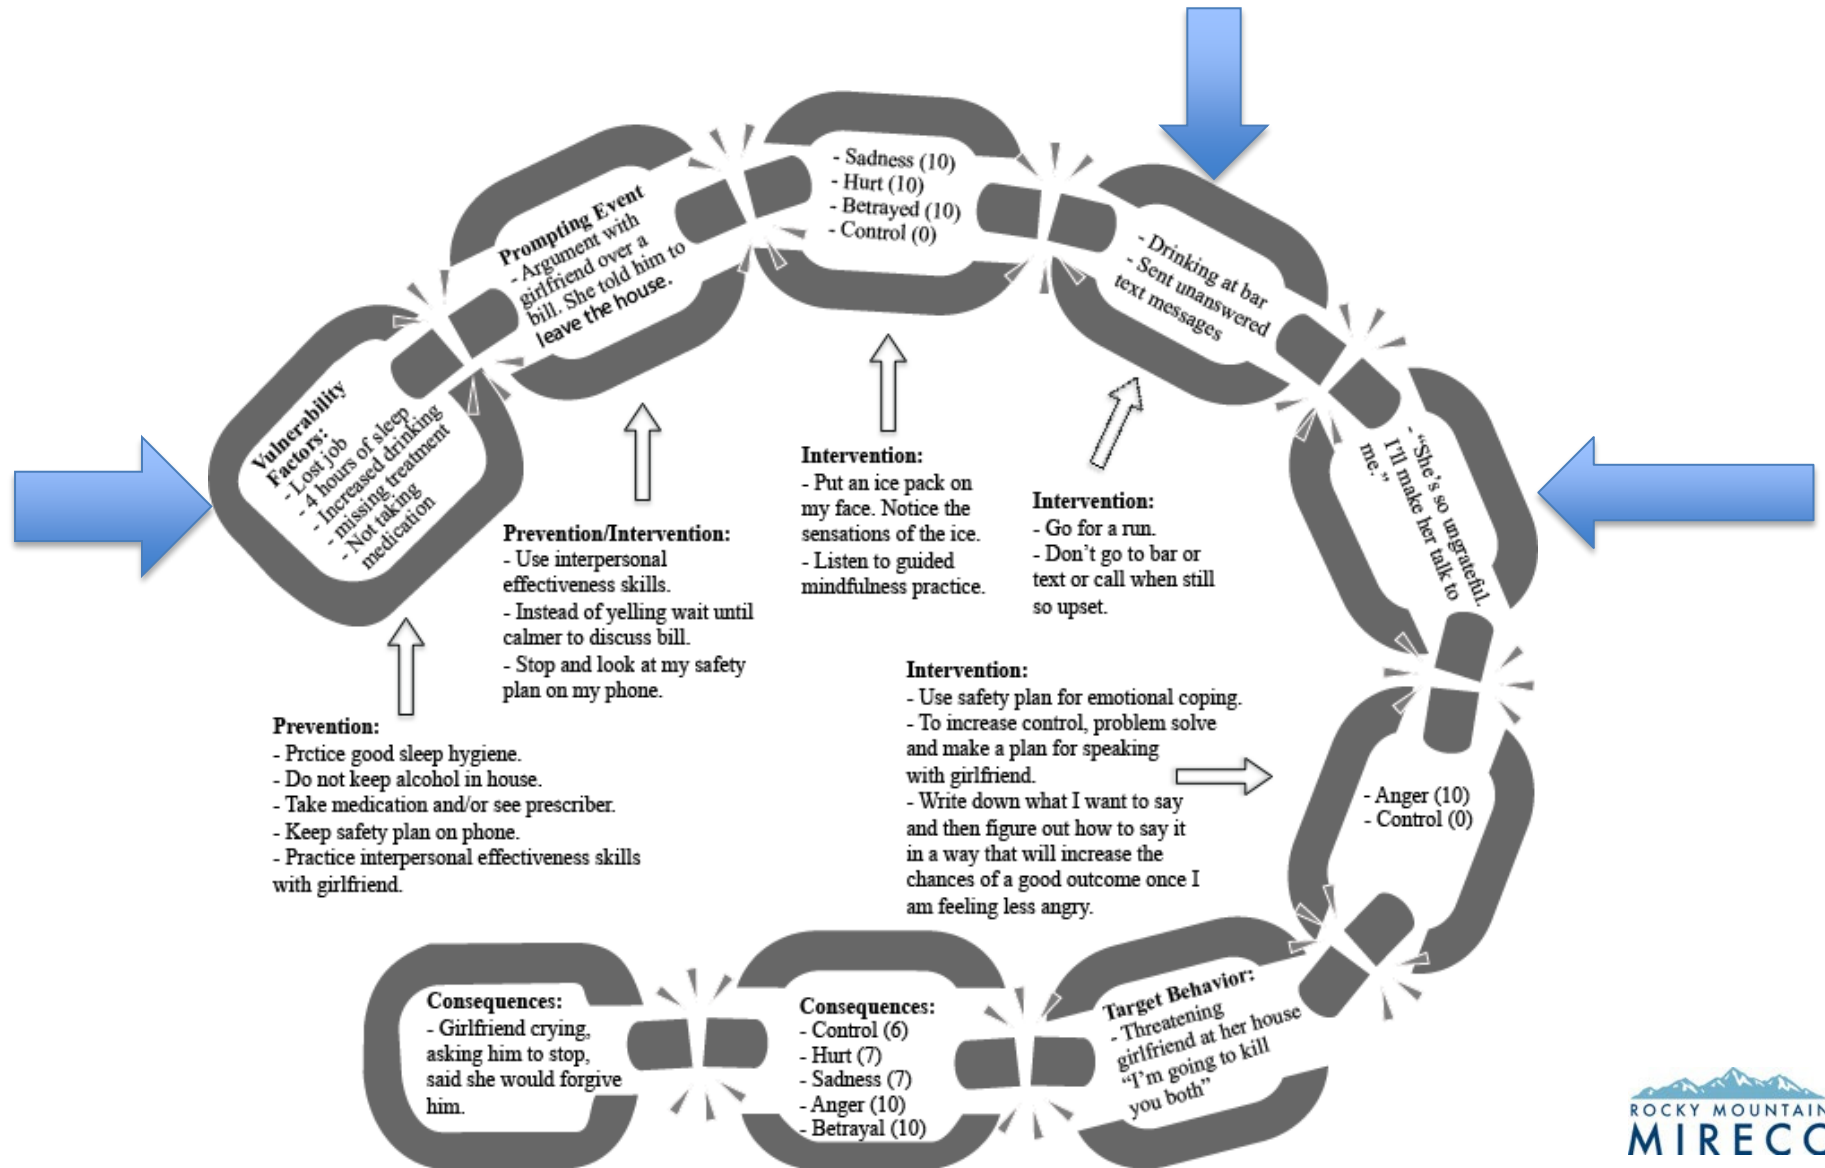 Vulnerability
Factors:
- Lost job
- 4 hours of sleep
- Increased drinking
- missing treatment
- Not taking
medication
Prompting Event
- Argument with
girlfriend over a
bill. She told him to
leave the house.
- Sadness (10)
- Hurt (10)
- Betrayed (10)
- Control (0)
- Drinking at bar
- Sent unanswered
text messages
- “She’s so ungrateful.
I’ll make her talk to
me.”
- Anger (10)
- Control (0)
Target Behavior:
- Threatening
girlfriend at her house
“I’m going to kill
you both”
Consequences:
- Control (6)
- Hurt (7)
- Sadness (7)
- Anger (10)
- Betrayal (10)
Consequences:
- Girlfriend crying,
asking him to stop,
said she would forgive
him.
Prevention:
- Prctice good sleep hygiene.
- Do not keep alcohol in house.
- Take medication and/or see prescriber.
- Keep safety plan on phone.
- Practice interpersonal effectiveness skills
with girlfriend.
Prevention/Intervention:
- Use interpersonal
effectiveness skills.
- Instead of yelling wait until
calmer to discuss bill.
- Stop and look at my safety
plan on my phone.
Intervention:
- Put an ice pack on
my face. Notice the
sensations of the ice.
- Listen to guided
mindfulness practice.
Intervention:
- Go for a run.
- Don’t go to bar or
text or call when still
so upset.
Intervention:
- Use safety plan for emotional coping.
- To increase control, problem solve
and make a plan for speaking
with girlfriend.
- Write down what I want to say
and then figure out how to say it
in a way that will increase the
chances of a good outcome once I
am feeling less angry.
ROCKY MOUNTAIN
MIRECC